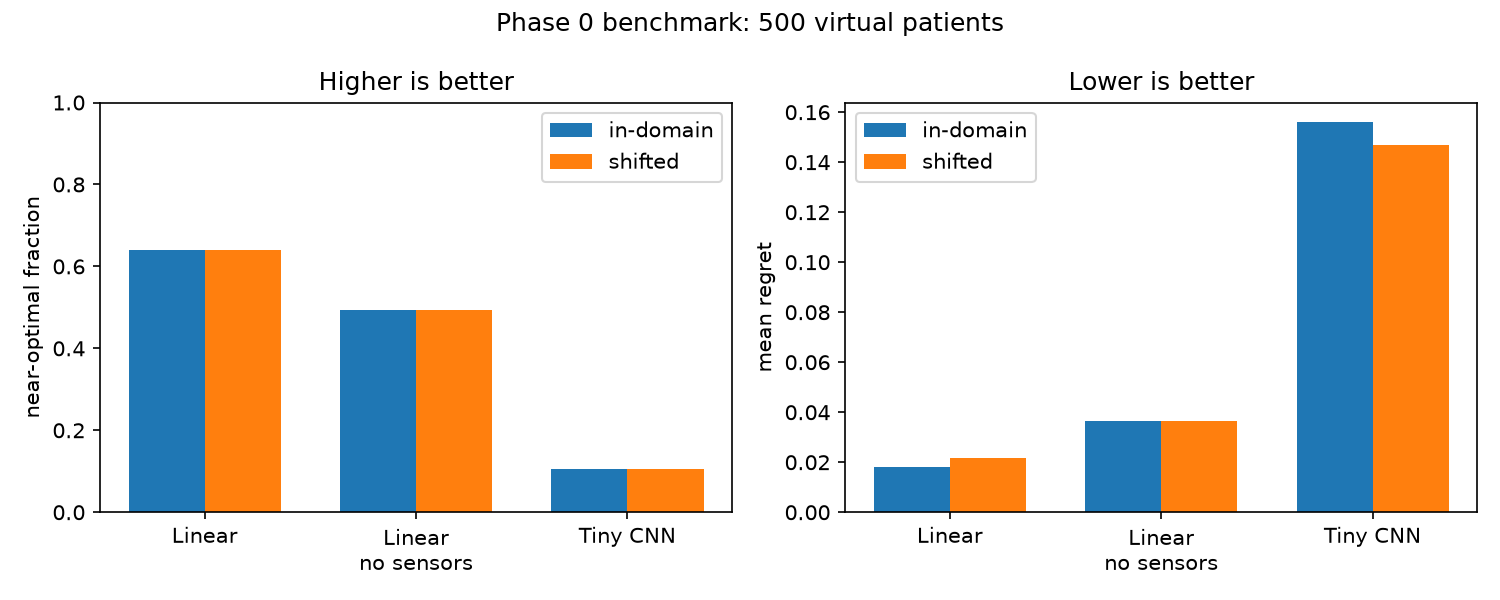 Phase 0 benchmark: 500 virtual patients
Higher is better
near-optimal fraction
1.0
0.8
0.6
0.4
0.2
0.0
in-domain
shifted
Linear
Linear
no sensors
Tiny CNN
Lower is better
mean regret
0.16
0.14
0.12
0.10
0.08
0.06
0.04
0.02
0.00
in-domain
shifted
Linear
Linear
no sensors
Tiny CNN